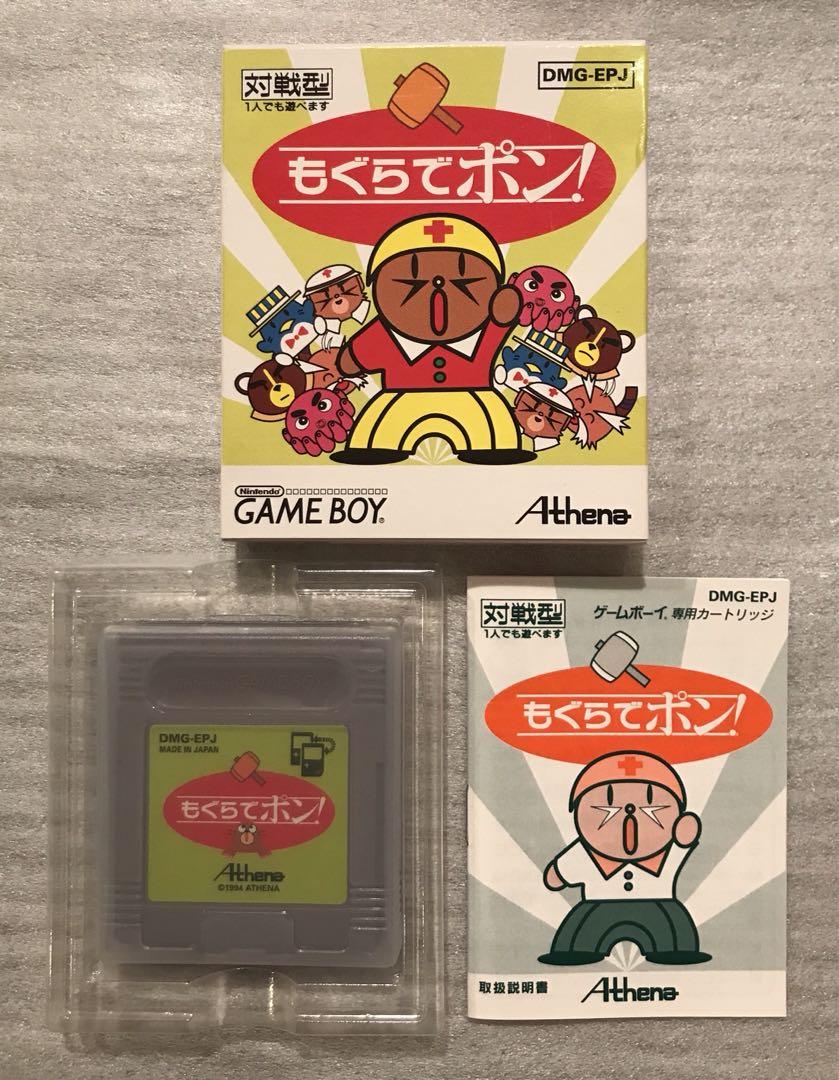 対戦型
1人でも遊べます
DMG-EPJ
もぐらでポン!
Nintendo
GAME BOY®
Athena
DMG-EPJ
MADE IN JAPAN
もぐらでポン!
Athena
©1994 ATHENA
対戦型
1人でも遊べます
DMG-EPJ
ゲームボーイ® 専用カートリッジ
もぐらでポン!
取扱説明書
Athena